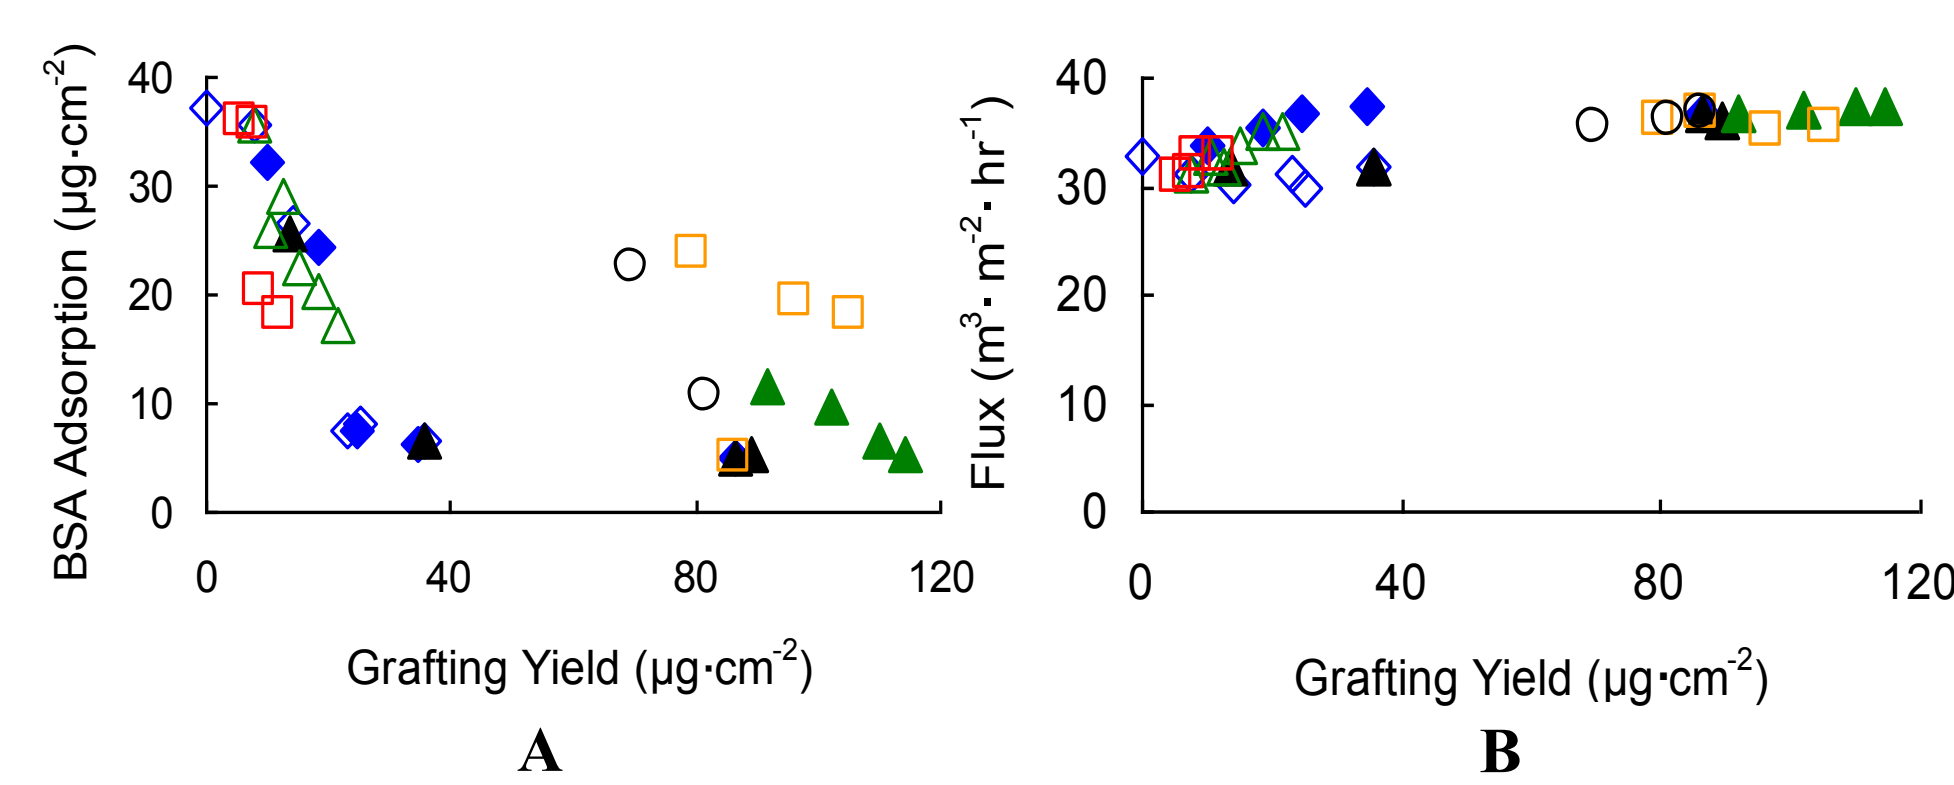 BSA Adsorption (µg·cm⁻²)
40
30
20
10
0
0 40 80 120
Grafting Yield (µg·cm⁻²)
A
Flux (m³· m⁻²· hr⁻¹)
40
30
20
10
0
0 40 80 120
Grafting Yield (µg·cm⁻²)
B